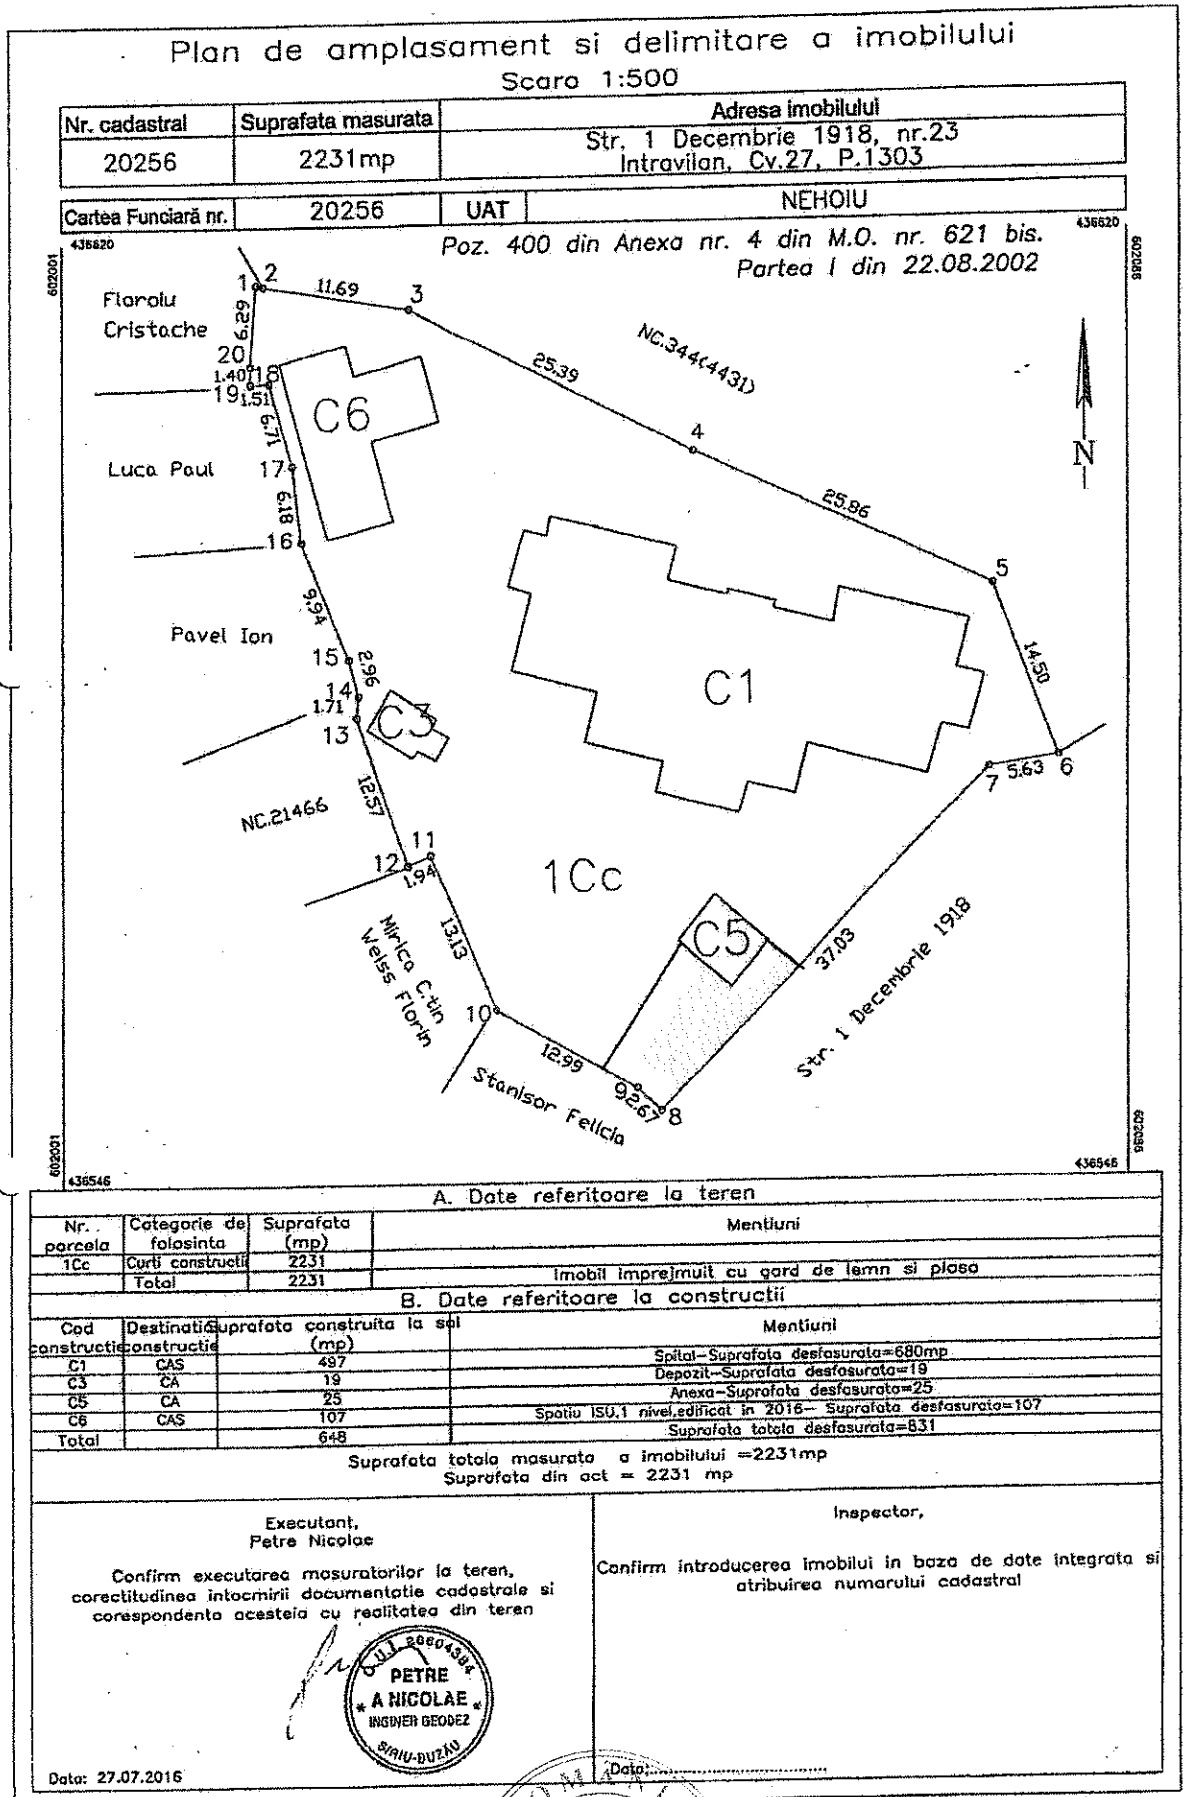 Plan de amplasament si delimitare a imobilului
Scara 1:500
Nr. cadastral Suprafata masurata Adresa imobilului
20256 2231mp Str. 1 Decembrie 1918, nr.23
Intravilan, Cv.27, P.1303
Cartea Funciară nr. 20256 UAT NEHOIU
436620 436620
602001 602086
Poz. 400 din Anexa nr. 4 din M.O. nr. 621 bis.
Partea I din 22.08.2002
Floroiu
Cristache
1 2 11.69 3
6.29
20
1.40 18
19 1.51
C6
25.39
NC.344(4431)
4
N
6.71
Luca Paul
17
6.18
16
25.86
5
9.94
Pavel Ion
15
2.96
14
1.71
13
C3
C1
14.50
6
5.63
7
12.57
NC.21466
11
12
1.94
1Cc
13.13
Mirica C.tin
Weiss Florin
C5
37.03
Str. 1 Decembrie 1918
10
12.99
9 2.67
8
Stanisor Felicia
602001 602086
436546 436546
A. Date referitoare la teren
Nr. parcela Categorie de folosinta Suprafata (mp) Mentiuni
1Cc Curti constructii 2231
Total 2231 Imobil imprejmuit cu gard de lemn si plasa
B. Date referitoare la constructii
Cod constructie Destinatia constructie Suprafata construita la sol (mp) Mentiuni
C1 CAS 497 Spital-Suprafata desfasurata=680mp
C3 CA 19 Depozit-Suprafata desfasurata=19
C5 CA 25 Anexa-Suprafata desfasurata=25
C6 CAS 107 Spatiu ISU,1 nivel,edificat in 2016- Suprafata desfasurata=107
Total 648 Suprafata totala desfasurata=831
Suprafata totala masurata a imobilului =2231mp
Suprafata din act = 2231 mp
Executant,
Petre Nicolae
Confirm executarea masuratorilor la teren,
corectitudinea intocmirii documentatie cadastrale si
corespondenta acesteia cu realitatea din teren
C.U.I. 20604384
PETRE
* A NICOLAE *
INGINER GEODEZ
SIRIU-BUZĂU
Data: 27.07.2016
Inspector,
Confirm introducerea imobilui in baza de date integrata si
atribuirea numarului cadastral
Data:..............................